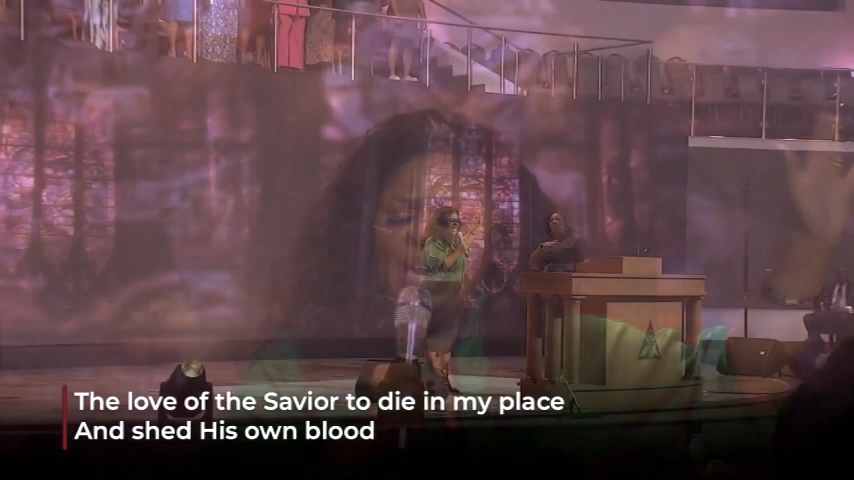 The love of the Savior to die in my place
And shed His own blood